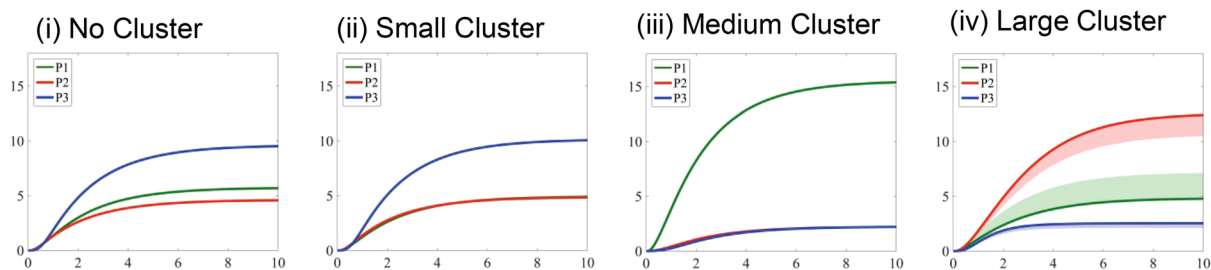 (i) No Cluster
(ii) Small Cluster
(iii) Medium Cluster
(iv) Large Cluster
15
10
5
0
P1
P2
P3
0 2 4 6 8 10
15
10
5
0
P1
P2
P3
0 2 4 6 8 10
15
10
5
0
P1
P2
P3
0 2 4 6 8 10
15
10
5
0
P1
P2
P3
0 2 4 6 8 10